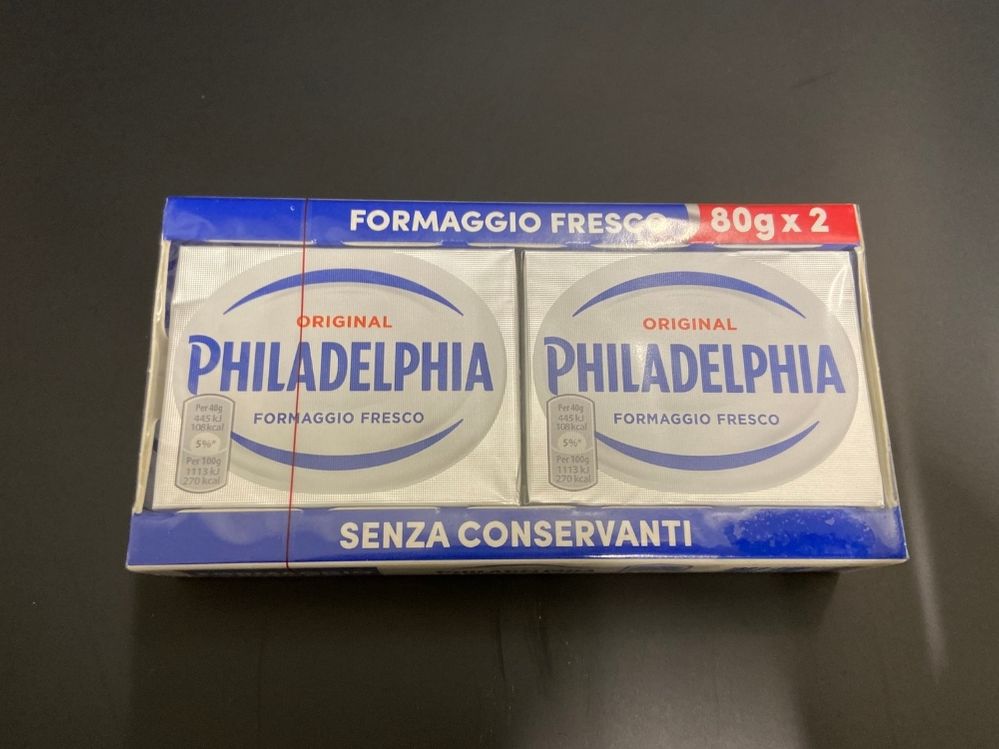 FORMAGGIO FRESCO 80g x 2
ORIGINAL
PHILADELPHIA
FORMAGGIO FRESCO
Per 40g
445 kJ
108 kcal
5%*
Per 100g
1113 kJ
270 kcal
ORIGINAL
PHILADELPHIA
FORMAGGIO FRESCO
Per 40g
445 kJ
108 kcal
5%*
Per 100g
1113 kJ
270 kcal
SENZA CONSERVANTI
FORMAGGIO PHILADELPHIA